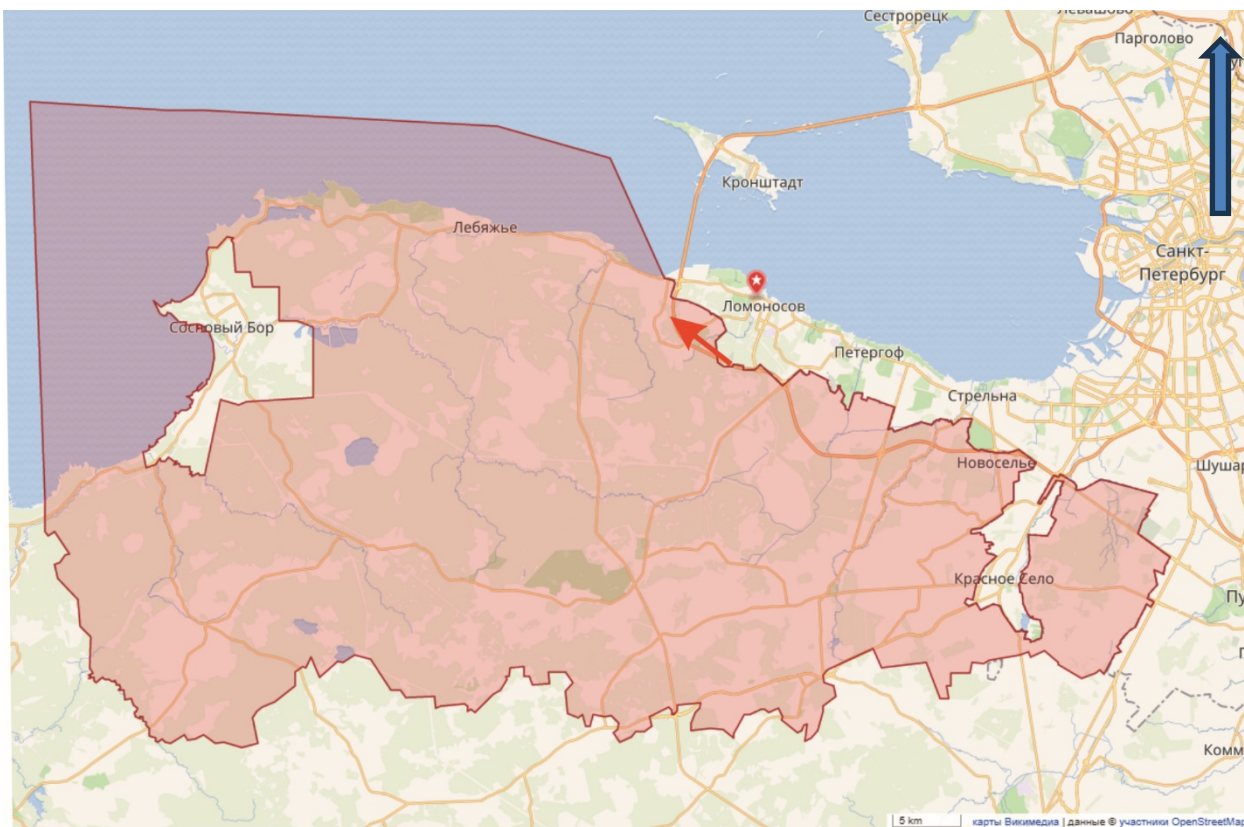 Сестрорецк
Левашово
Парголово
Кронштадт
Санкт-
Петербург
Лебяжье
Ломоносов
Сосновый Бор
Петергоф
Стрельна
Новоселье
Шушар
Красное Село
Пу
Комм
5 km
карты Викимедиа | данные © участники OpenStreetMap